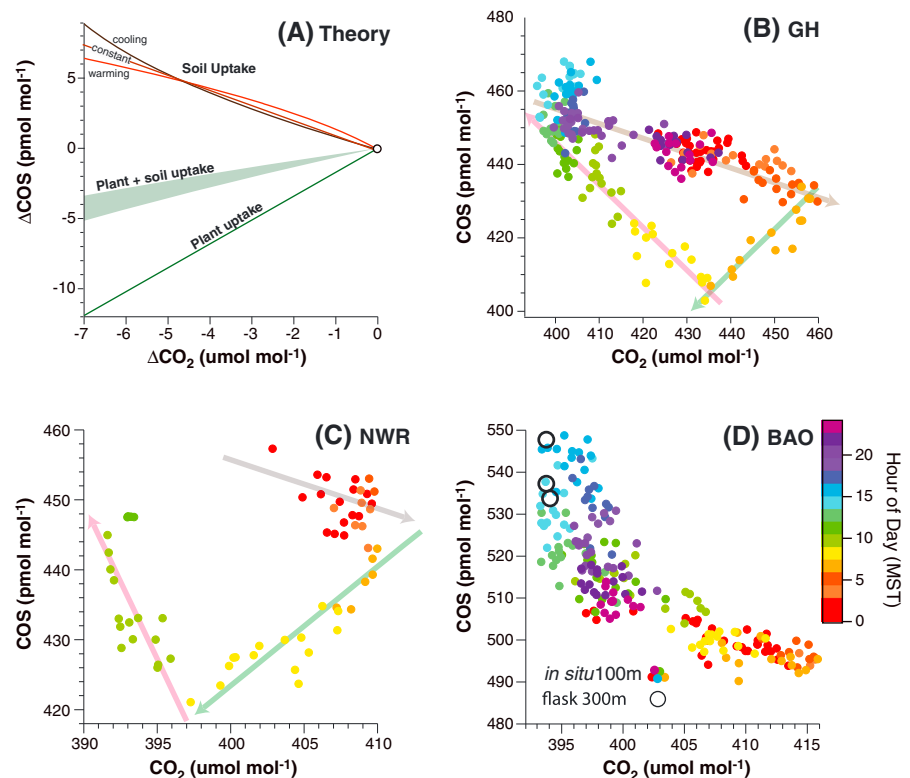 (A) Theory
cooling
constant
warming
Soil Uptake
Plant + soil uptake
Plant uptake
5
0
-5
-10
ΔCOS (pmol mol-1)
-7 -6 -5 -4 -3 -2 -1 0
ΔCO2 (umol mol-1)
(B) GH
460
440
420
400
COS (pmol mol-1)
400 410 420 430 440 450 460
CO2 (umol mol-1)
(C) NWR
460
450
440
430
420
COS (pmol mol-1)
390 395 400 405 410
CO2 (umol mol-1)
(D) BAO
550
540
530
520
510
500
490
480
COS (pmol mol-1)
in situ 100m
flask 300m
395 400 405 410 415
CO2 (umol mol-1)
20
15
10
5
0
Hour of Day (MST)